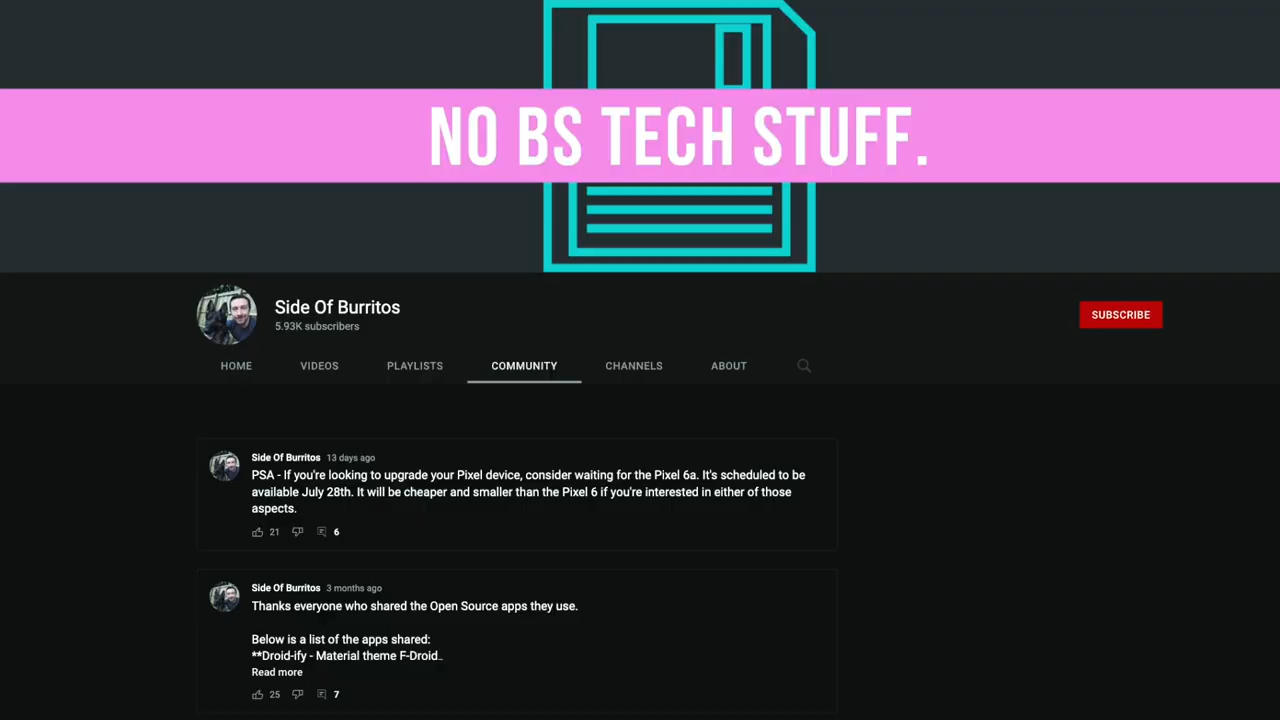 NO BS TECH STUFF.
Side Of Burritos
5.93K subscribers
SUBSCRIBE
HOME VIDEOS PLAYLISTS COMMUNITY CHANNELS ABOUT
Side Of Burritos 13 days ago
PSA - If you're looking to upgrade your Pixel device, consider waiting for the Pixel 6a. It's scheduled to be
available July 28th. It will be cheaper and smaller than the Pixel 6 if you're interested in either of those
aspects.
21 6
Side Of Burritos 3 months ago
Thanks everyone who shared the Open Source apps they use.
Below is a list of the apps shared:
**Droid-ify - Material theme F-Droid..
Read more
25 7